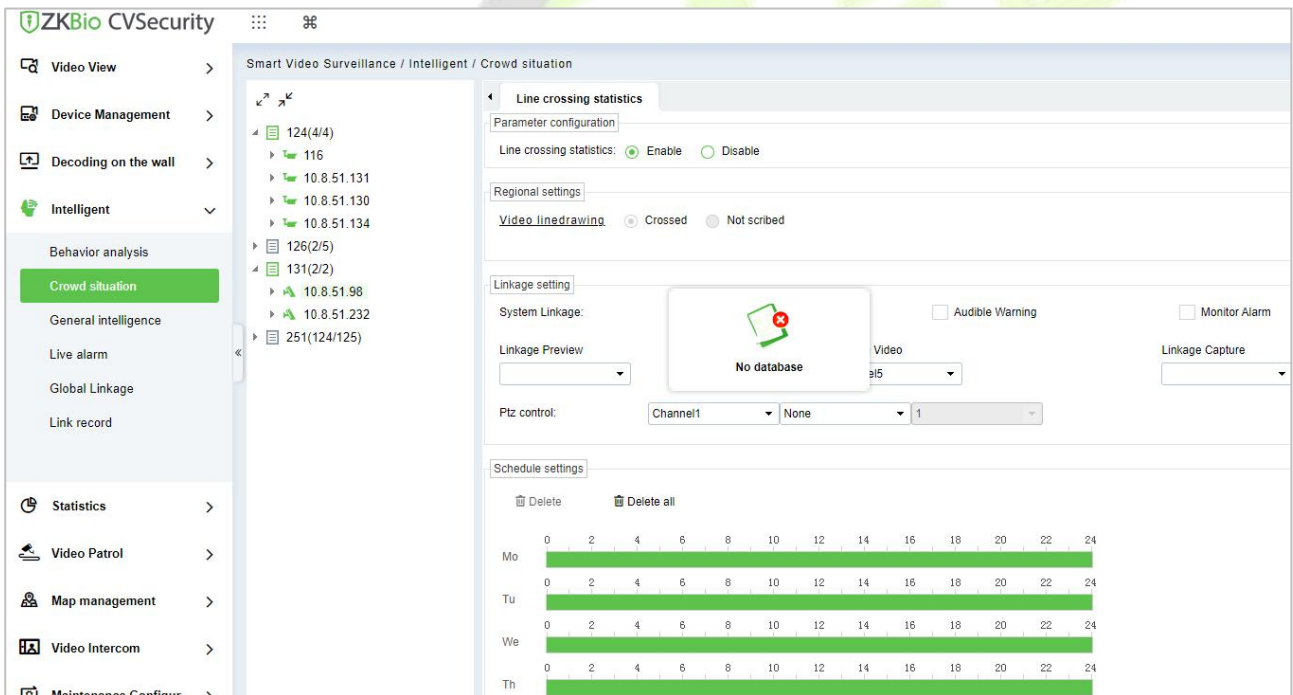 ZKBio CVSecurity
Video View
Device Management
Decoding on the wall
Intelligent
Behavior analysis
Crowd situation
General intelligence
Live alarm
Global Linkage
Link record
Statistics
Video Patrol
Map management
Video Intercom
Maintenance Configur
Smart Video Surveillance / Intelligent / Crowd situation
124(4/4)
116
10.8.51.131
10.8.51.130
10.8.51.134
126(2/5)
131(2/2)
10.8.51.98
10.8.51.232
251(124/125)
Line crossing statistics
Parameter configuration
Line crossing statistics: Enable Disable
Regional settings
Video linedrawing Crossed Not scribed
Linkage setting
System Linkage: Audible Warning Monitor Alarm
Linkage Preview Video Linkage Capture
No database
el5
Ptz control: Channel1 None 1
Schedule settings
Delete Delete all
0 2 4 6 8 10 12 14 16 18 20 22 24
Mo
0 2 4 6 8 10 12 14 16 18 20 22 24
Tu
0 2 4 6 8 10 12 14 16 18 20 22 24
We
0 2 4 6 8 10 12 14 16 18 20 22 24
Th